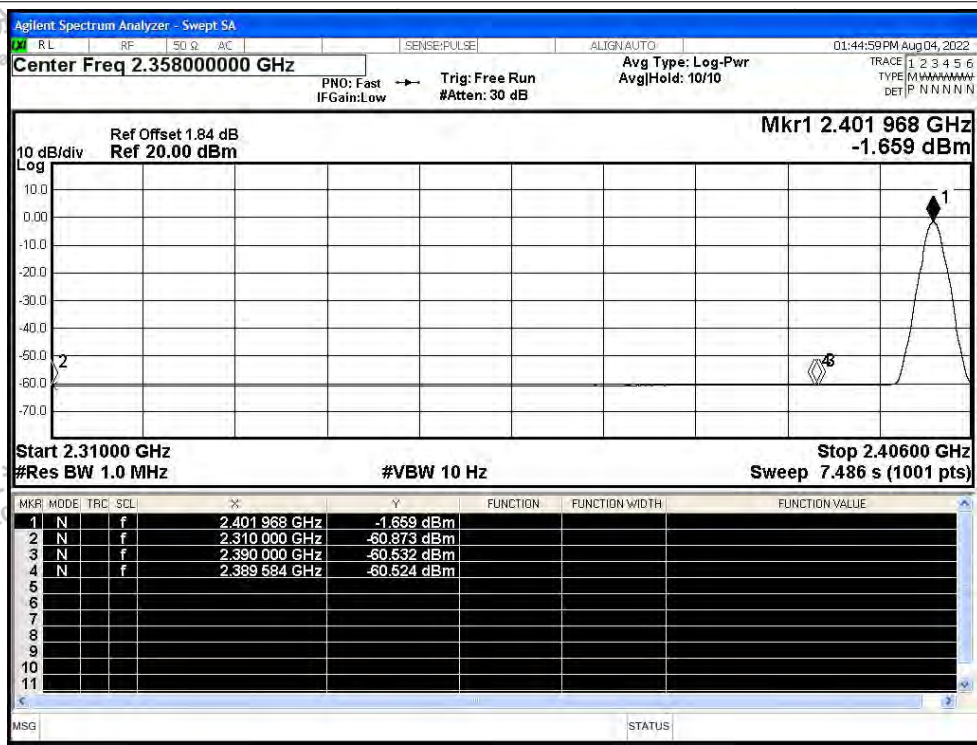 Agilent Spectrum Analyzer - Swept SA
RL RF 50 Ω AC SENSE:PULSE ALIGNAUTO 01:44:59 PM Aug 04, 2022
Center Freq 2.358000000 GHz Avg Type: Log-Pwr TRACE 1 2 3 4 5 6
PNO: Fast Trig: Free Run Avg|Hold: 10/10 TYPE MWWWWW
IFGain:Low #Atten: 30 dB DET P N N N N N
Ref Offset 1.84 dB Mkr1 2.401 968 GHz
10 dB/div Ref 20.00 dBm -1.659 dBm
Log
10.0
0.00
-10.0
-20.0
-30.0
-40.0
-50.0
-60.0
-70.0
1
2
43
Start 2.31000 GHz Stop 2.40600 GHz
#Res BW 1.0 MHz #VBW 10 Hz Sweep 7.486 s (1001 pts)
MKR MODE TRC SCL X Y FUNCTION FUNCTION WIDTH FUNCTION VALUE
1 N f 2.401 968 GHz -1.659 dBm
2 N f 2.310 000 GHz -60.873 dBm
3 N f 2.390 000 GHz -60.532 dBm
4 N f 2.389 584 GHz -60.524 dBm
5
6
7
8
9
10
11
MSG STATUS